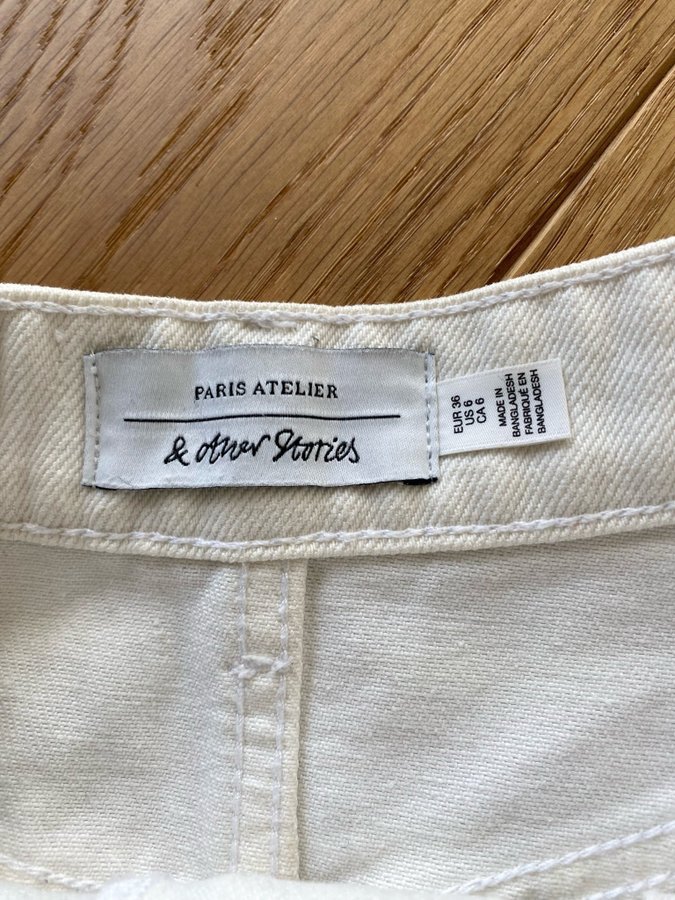 PARIS ATELIER
& other Stories
EUR 36
US 6
CA 6
MADE IN
BANGLADESH
FABRIQUÉ EN
BANGLADESH